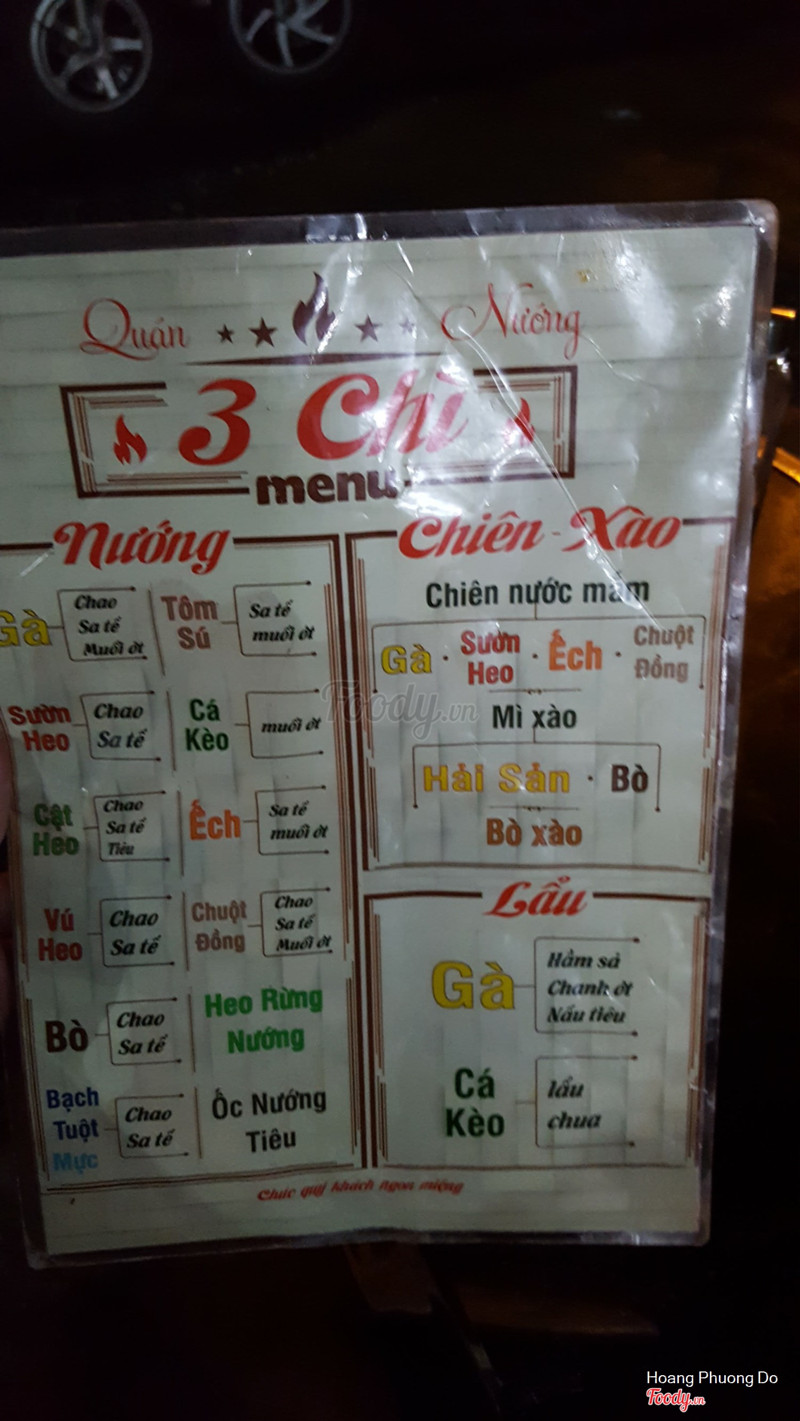 Quán Nướng
3 Chì
menu
Nướng
Gà
Chao
Sa tế
Muối ớt
Tôm
Sú
Sa tế
muối ớt
Sườn
Heo
Chao
Sa tế
Cá
Kèo
muối ớt
Cật
Heo
Chao
Sa tế
Tiêu
Ếch
Sa tế
muối ớt
Vú
Heo
Chao
Sa tế
Chuột
Đồng
Chao
Sa tế
Muối ớt
Bò
Chao
Sa tế
Heo Rừng
Nướng
Bạch
Tuột
Mực
Chao
Sa tế
Ốc Nướng
Tiêu
Chiên - Xào
Chiên nước mắm
Gà · Sườn Heo · Ếch · Chuột Đồng
Mì xào
Hải Sản · Bò
Bò xào
Lẩu
Gà
Hầm sả
Chanh ớt
Nấu tiêu
Cá
Kèo
lẩu
chua
Chúc quý khách ngon miệng
Foody.vn
Hoang Phuong Do
Foody.vn